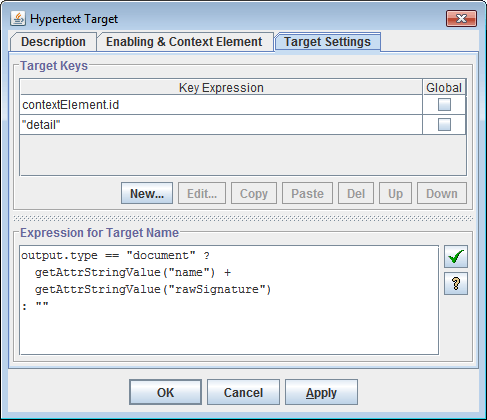 Hypertext Target
Description Enabling & Context Element Target Settings
Target Keys
Key Expression Global
contextElement.id
"detail"
New... Edit... Copy Paste Del Up Down
Expression for Target Name
output.type == "document" ?
  getAttrStringValue("name") +
  getAttrStringValue("rawSignature")
: ""
?
OK Cancel Apply